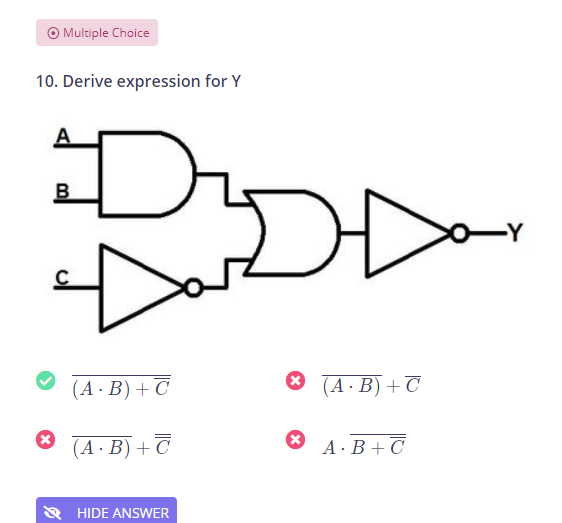 Multiple Choice
10. Derive expression for Y
A
B
C
Y
$\overline{(A \cdot B) + \overline{C}}$
$\overline{(A \cdot B)} + \overline{C}$
$\overline{(A \cdot B)} + \overline{\overline{C}}$
$A \cdot \overline{B + \overline{C}}$
HIDE ANSWER